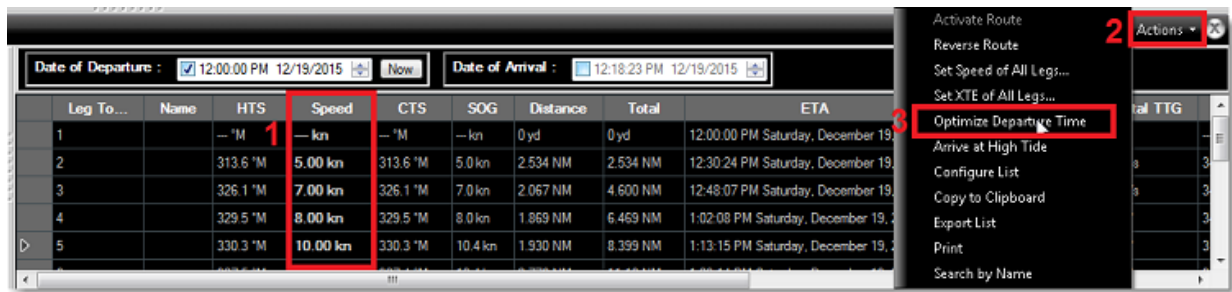 Activate Route
2 Actions
Reverse Route
Date of Departure : 12:00:00 PM 12/19/2015 Now Date of Arrival : 12:18:23 PM 12/19/2015
Set Speed of All Legs...
Set XTE of All Legs...
Leg To... Name HTS Speed CTS SOG Distance Total ETA tal TTG
3 Optimize Departure Time
1 1 --- °M --- kn --- °M --- kn 0 yd 0 yd 12:00:00 PM Saturday, December 19,
Arrive at High Tide
2 313.6 °M 5.00 kn 313.6 °M 5.0 kn 2.534 NM 2.534 NM 12:30:24 PM Saturday, December 19,
Configure List
3 326.1 °M 7.00 kn 326.1 °M 7.0 kn 2.067 NM 4.600 NM 12:48:07 PM Saturday, December 19,
Copy to Clipboard
4 329.5 °M 8.00 kn 329.5 °M 8.0 kn 1.869 NM 6.469 NM 1:02:08 PM Saturday, December 19, 2
Export List
5 330.3 °M 10.00 kn 330.3 °M 10.4 kn 1.930 NM 8.399 NM 1:13:15 PM Saturday, December 19, 2
Print
Search by Name